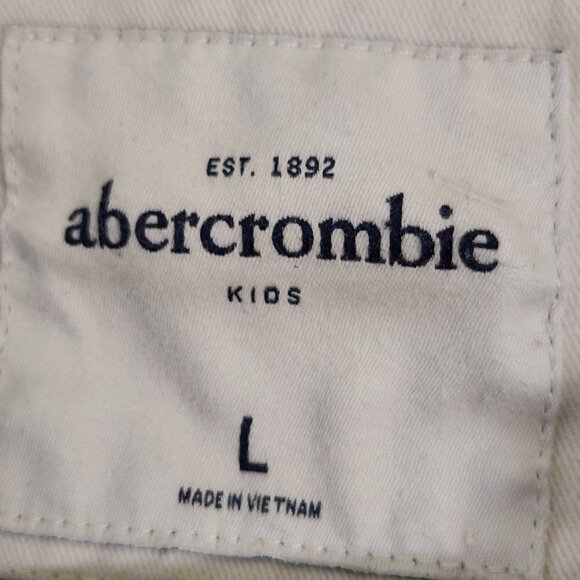 EST. 1892
abercrombie
KIDS
L
MADE IN VIETNAM